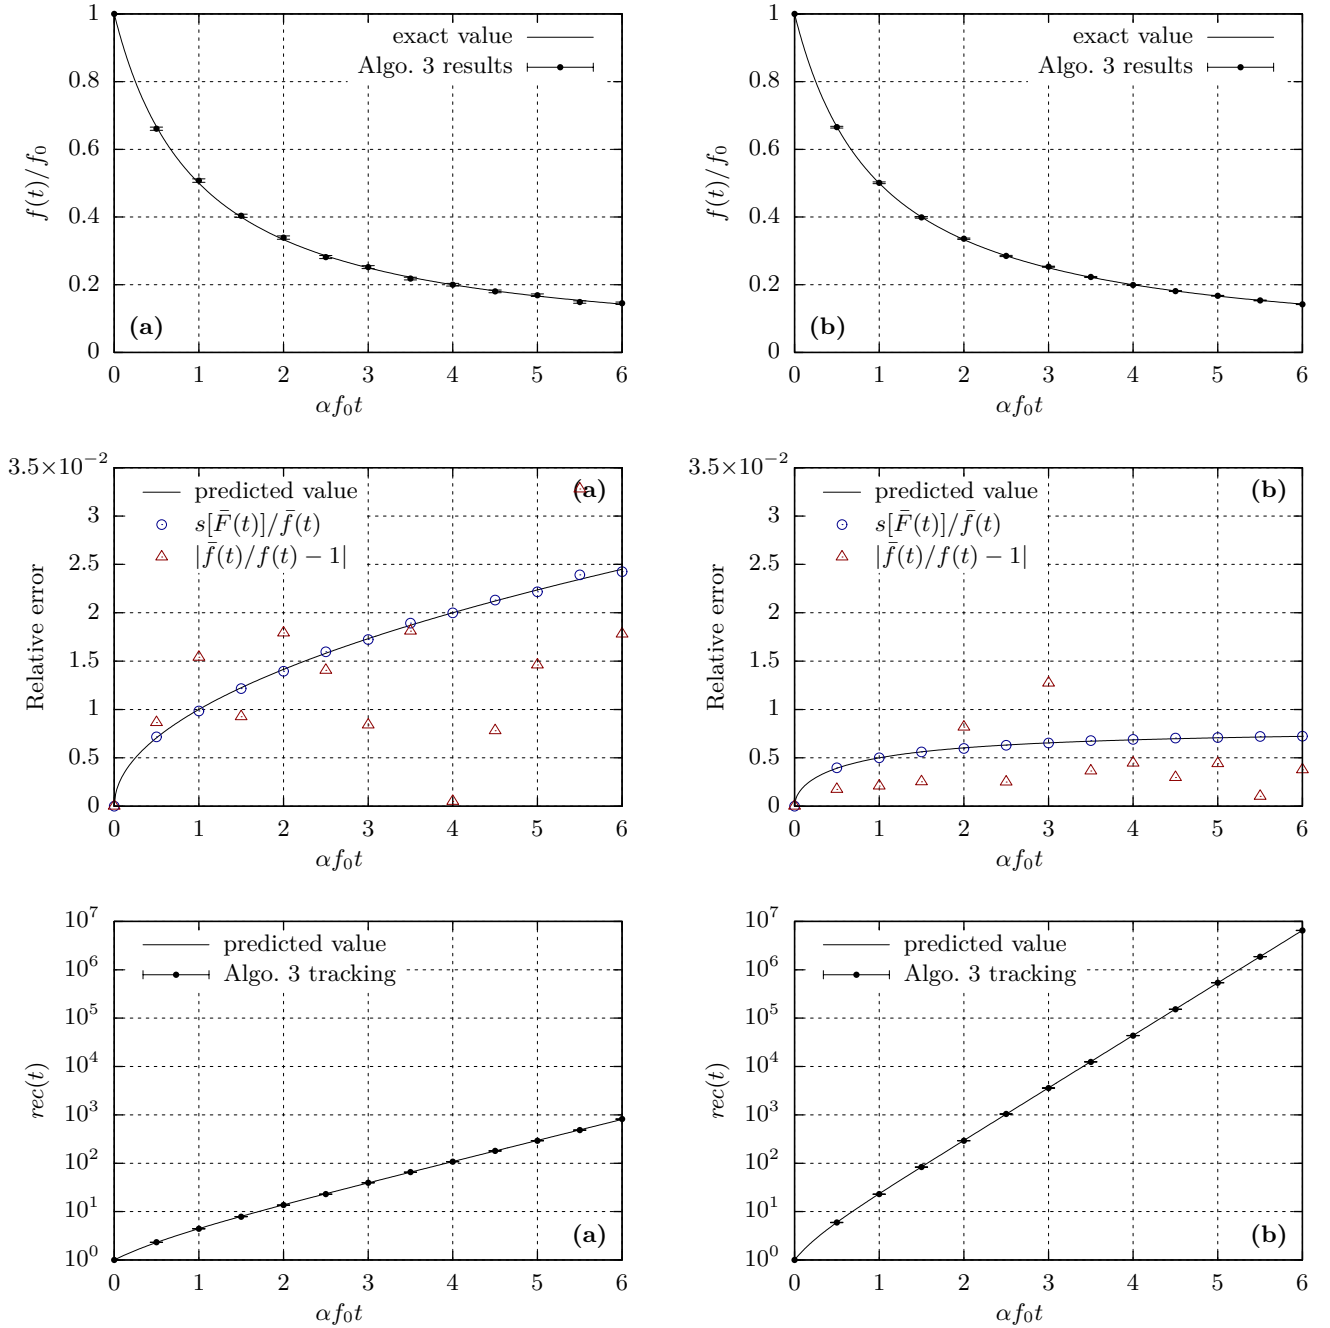 1
0.8
0.6
0.4
0.2
0
f(t)/f₀
exact value
Algo. 3 results
(a)
0 1 2 3 4 5 6
αf₀t
1
0.8
0.6
0.4
0.2
0
f(t)/f₀
exact value
Algo. 3 results
(b)
0 1 2 3 4 5 6
αf₀t
3.5×10⁻²
3
2.5
2
1.5
1
0.5
0
Relative error
predicted value
s[F̄(t)]/f̄(t)
|f̄(t)/f(t) − 1|
(a)
0 1 2 3 4 5 6
αf₀t
3.5×10⁻²
3
2.5
2
1.5
1
0.5
0
Relative error
predicted value
s[F̄(t)]/f̄(t)
|f̄(t)/f(t) − 1|
(b)
0 1 2 3 4 5 6
αf₀t
10⁷
10⁶
10⁵
10⁴
10³
10²
10¹
10⁰
rec(t)
predicted value
Algo. 3 tracking
(a)
0 1 2 3 4 5 6
αf₀t
10⁷
10⁶
10⁵
10⁴
10³
10²
10¹
10⁰
rec(t)
predicted value
Algo. 3 tracking
(b)
0 1 2 3 4 5 6
αf₀t